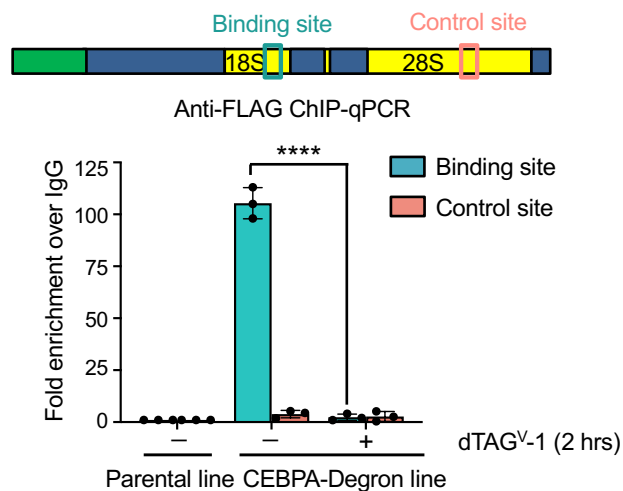 Binding site
Control site
18S
28S
Anti-FLAG ChIP-qPCR
Fold enrichment over IgG
125
100
75
50
25
0
****
Binding site
Control site
– – + dTAGV-1 (2 hrs)
Parental line CEBPA-Degron line